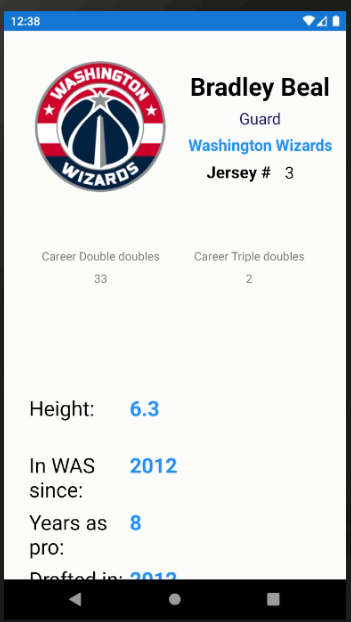 12:38
WASHINGTON
WIZARDS
Bradley Beal
Guard
Washington Wizards
Jersey # 3
Career Double doubles Career Triple doubles
33 2
Height: 6.3
In WAS 2012
since:
Years as 8
pro:
Drafted in: 2012